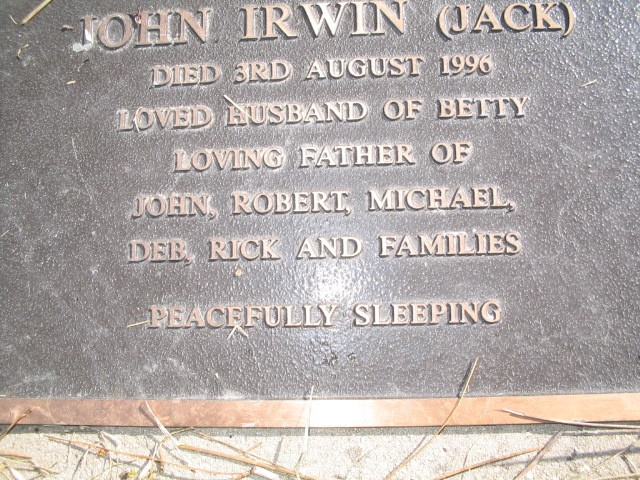 JOHN IRWIN (JACK)
DIED 3RD AUGUST 1996
LOVED HUSBAND OF BETTY
LOVING FATHER OF
JOHN, ROBERT, MICHAEL,
DEB, RICK AND FAMILIES
PEACEFULLY SLEEPING